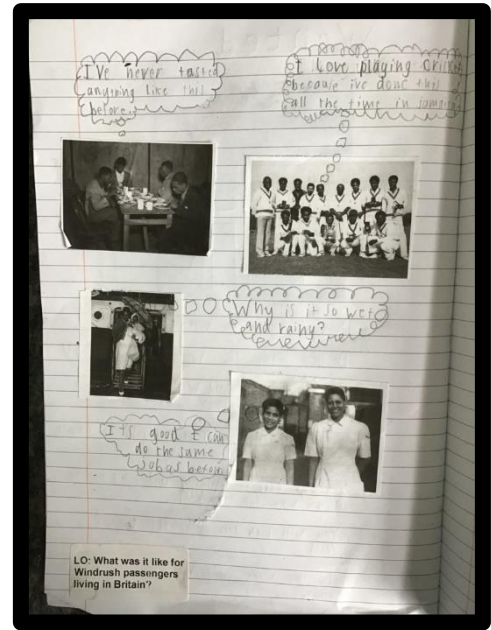 I've never tasted
anything like this
before.
I love playing cricket
because ive done this
all the time in jamaica
Why is it so wet
and rainy?
It's good I can
do the same
job as before
LO: What was it like for
Windrush passengers
living in Britain?